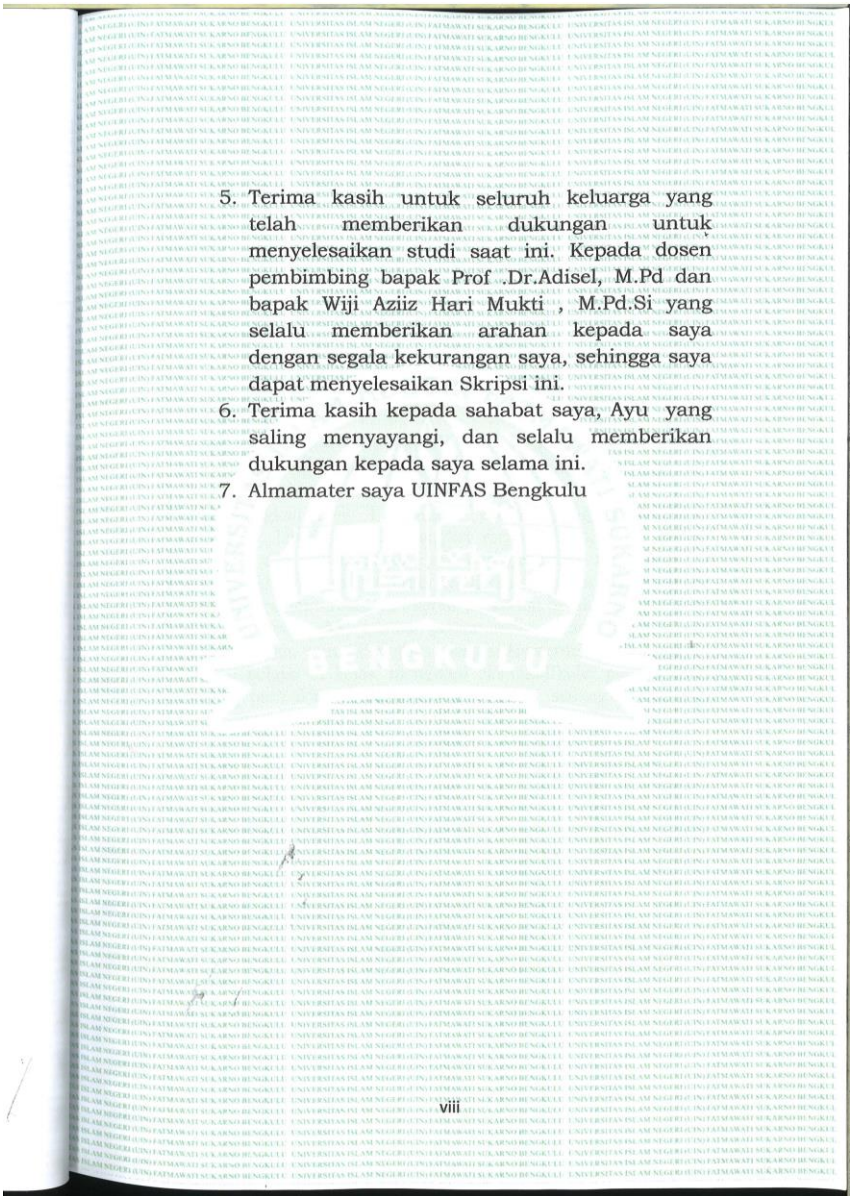 5. Terima kasih untuk seluruh keluarga yang
telah memberikan dukungan untuk
menyelesaikan studi saat ini. Kepada dosen
pembimbing bapak Prof .Dr.Adisel, M.Pd dan
bapak Wiji Aziiz Hari Mukti , M.Pd.Si yang
selalu memberikan arahan kepada saya
dengan segala kekurangan saya, sehingga saya
dapat menyelesaikan Skripsi ini.
6. Terima kasih kepada sahabat saya, Ayu yang
saling menyayangi, dan selalu memberikan
dukungan kepada saya selama ini.
7. Almamater saya UINFAS Bengkulu
BENGKULU
viii